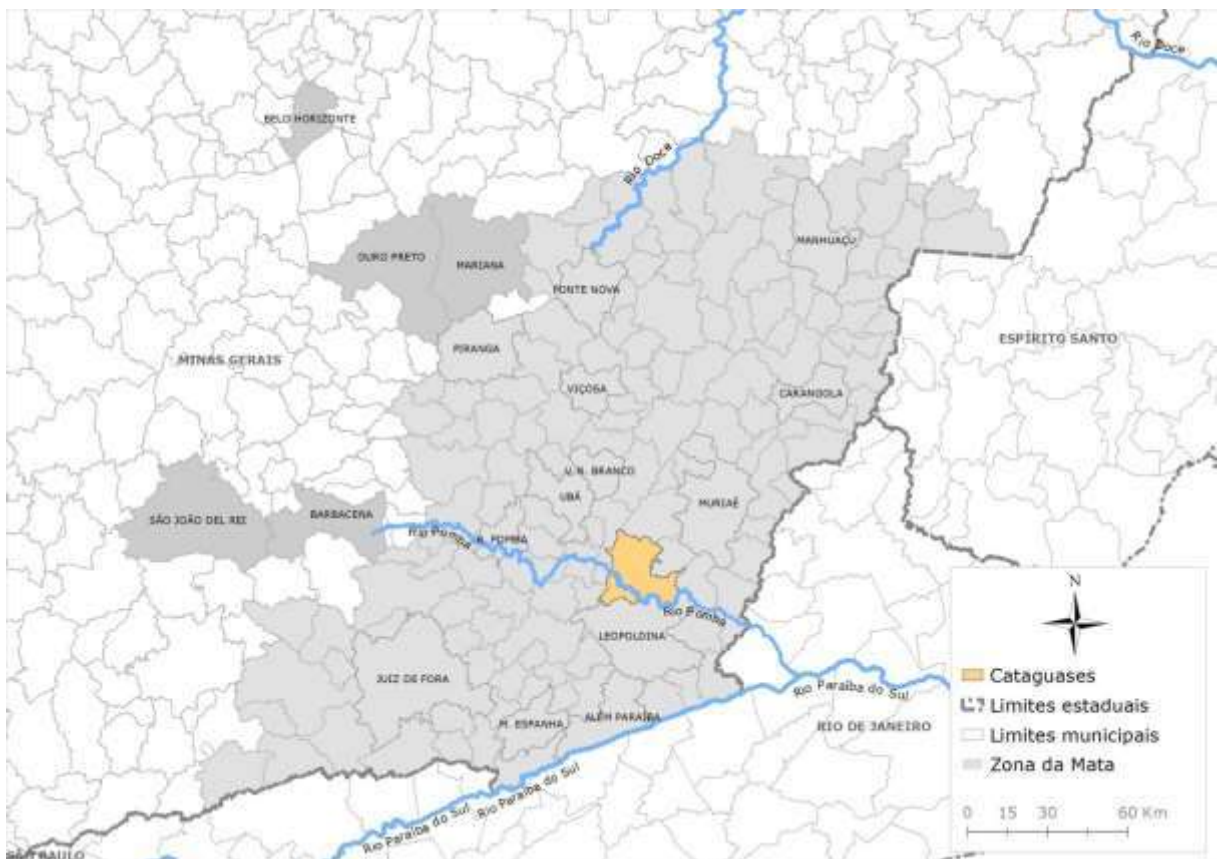 Rio Doce
BELO HORIZONTE
Rio Doce
MANHUAÇU
OURO PRETO
MARIANA
PONTE NOVA
ESPÍRITO SANTO
PIRANGA
MINAS GERAIS
VIÇOSA
CARANGOLA
V. R. BRANCO
UBÁ
MURIAÉ
SÃO JOÃO DEL REI
BARBACENA
Rio Pomba
R. POMBA
N
Rio Pomba
LEOPOLDINA
JUIZ DE FORA
Cataguases
Rio Paraíba do Sul
Limites estaduais
M. ESPANHA
ALÉM PARAÍBA
RIO DE JANEIRO
Limites municipais
Zona da Mata
Rio Paraíba do Sul
Rio Paraíba do Sul
0 15 30 60 Km
SÃO PAULO